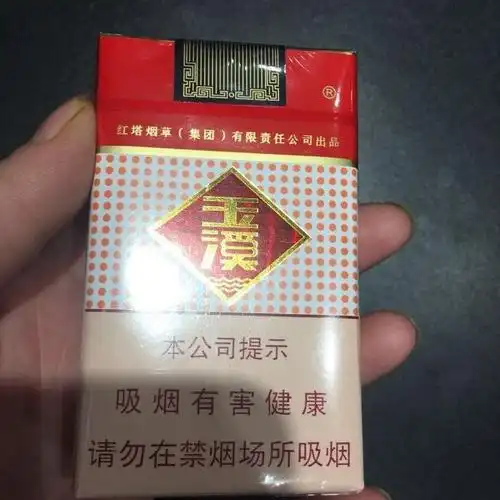 ®
红塔烟草（集团）有限责任公司出品
玉
溪
本公司提示
吸烟有害健康
请勿在禁烟场所吸烟